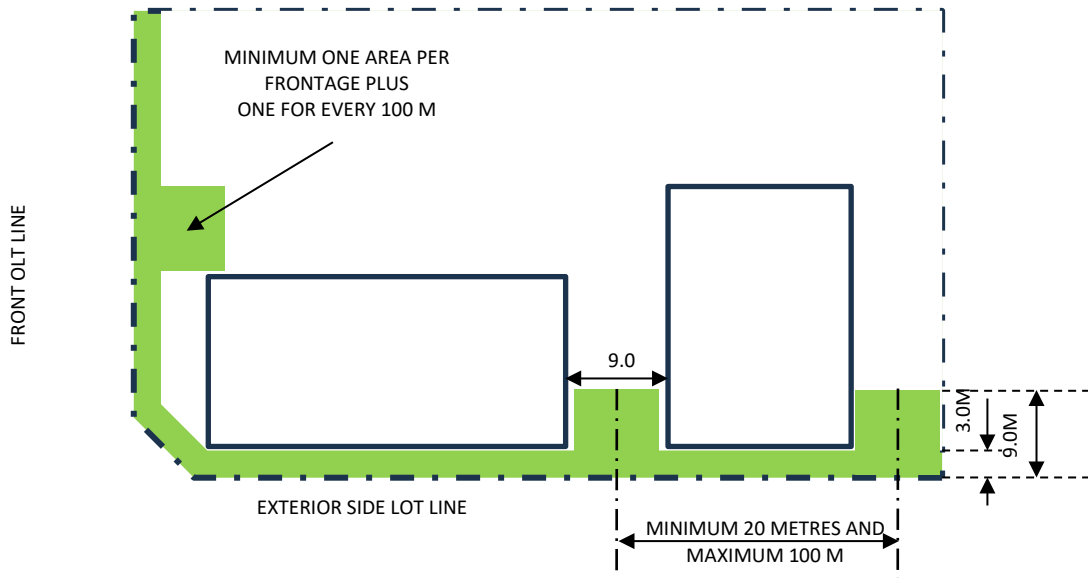 MINIMUM ONE AREA PER
FRONTAGE PLUS
ONE FOR EVERY 100 M
FRONT OLT LINE
9.0
3.0M
9.0M
EXTERIOR SIDE LOT LINE
MINIMUM 20 METRES AND
MAXIMUM 100 M